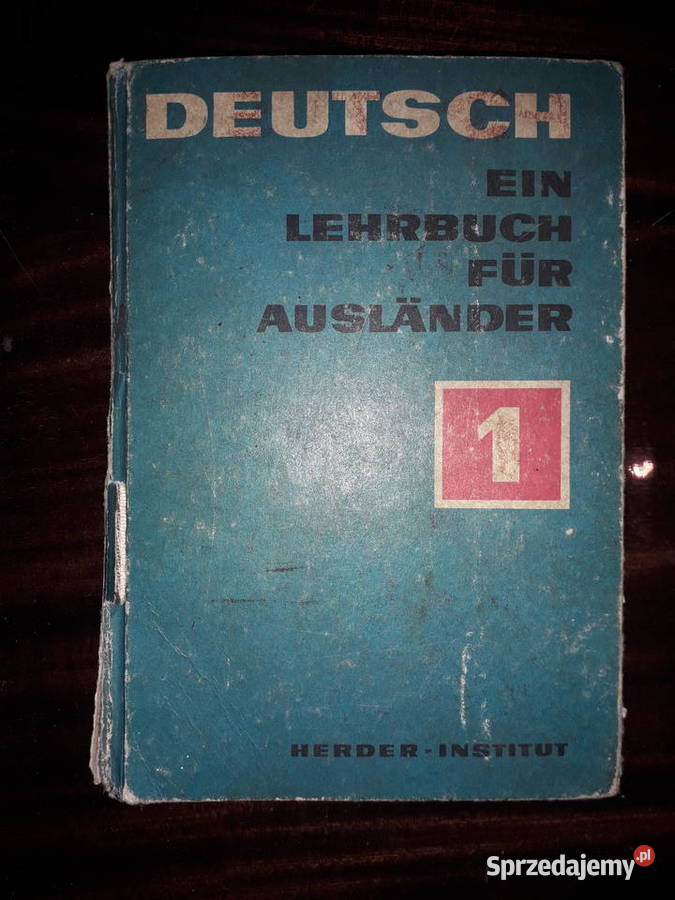 DEUTSCH
EIN
LEHRBUCH
FÜR
AUSLÄNDER
1
HERDER-INSTITUT
Sprzedajemy.pl